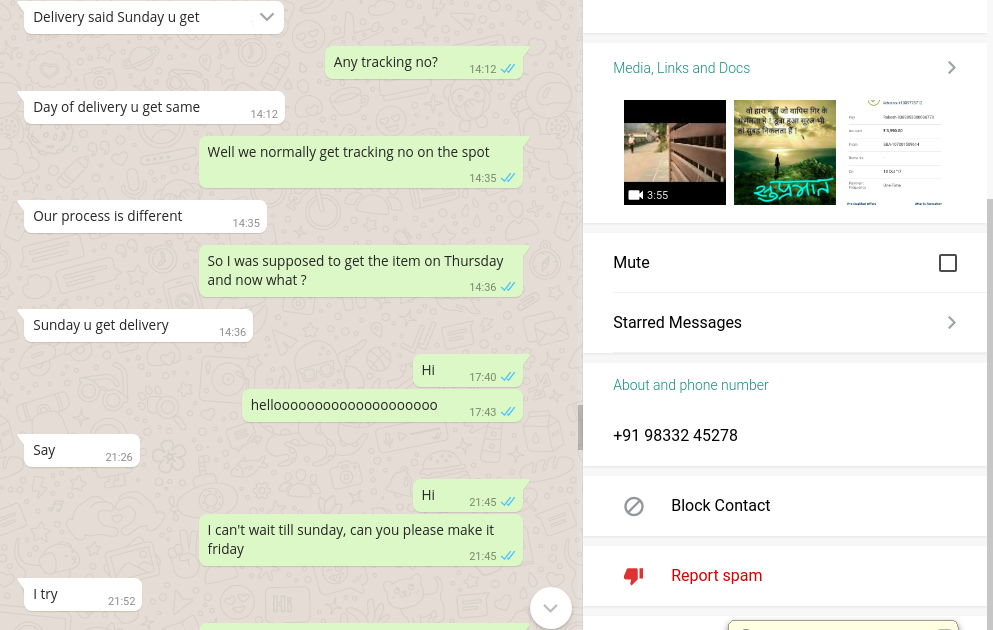 Delivery said Sunday u get
Any tracking no?
14:12
Day of delivery u get same
14:12
Well we normally get tracking no on the spot
14:35
Our process is different
14:35
So I was supposed to get the item on Thursday
and now what ?
14:36
Sunday u get delivery
14:36
Hi
17:40
helloooooooooooooooooooo
17:43
Say
21:26
Hi
21:45
I can't wait till sunday, can you please make it
friday
21:45
I try
21:52
Media, Links and Docs
3:55
वो हारा नहीं जो वापिस गिर के
सुप्रभात
Mute
Starred Messages
About and phone number
+91 98332 45278
Block Contact
Report spam